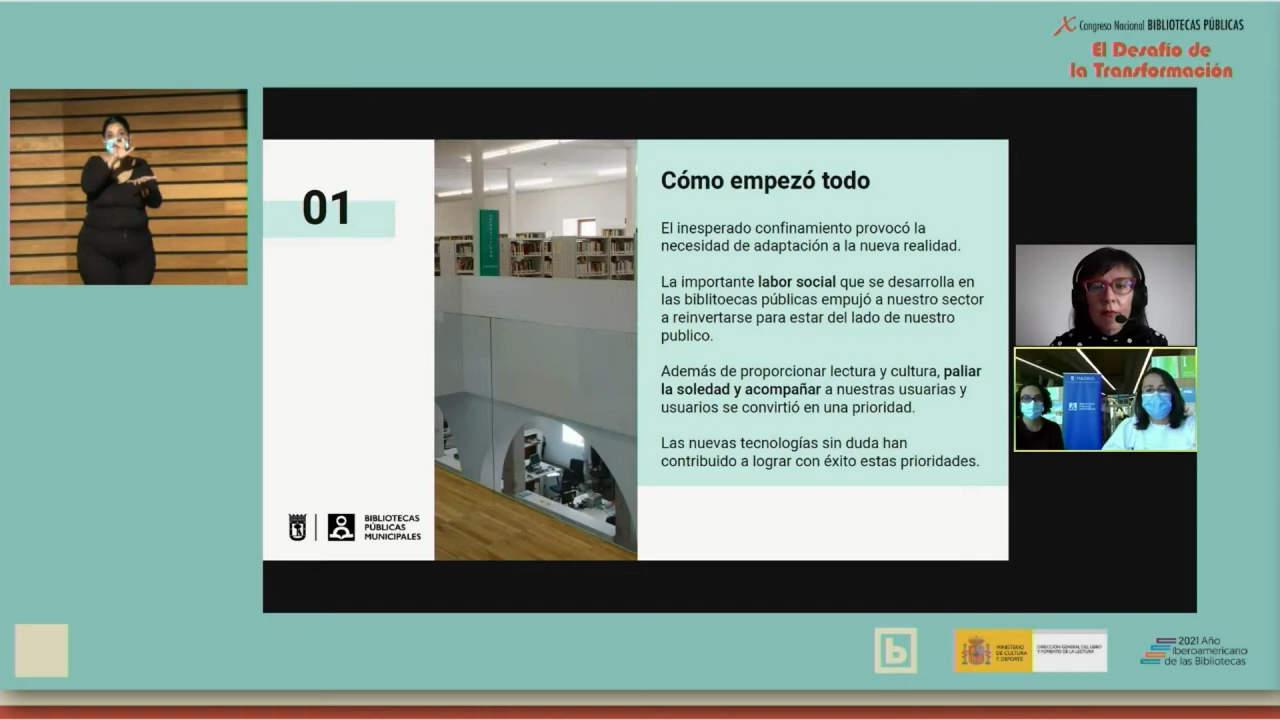 X Congreso Nacional BIBLIOTECAS PÚBLICAS
El Desafío de
la Transformación
01
Cómo empezó todo
El inesperado confinamiento provocó la
necesidad de adaptación a la nueva realidad.
La importante labor social que se desarrolla en
las biblitoecas públicas empujó a nuestro sector
a reinvertarse para estar del lado de nuestro
publico.
Además de proporcionar lectura y cultura, paliar
la soledad y acompañar a nuestras usuarias y
usuarios se convirtió en una prioridad.
Las nuevas tecnologías sin duda han
contribuido a lograr con éxito estas prioridades.
BIBLIOTECAS
PÚBLICAS
MUNICIPALES
MADRID
b
MINISTERIO
DE CULTURA
Y DEPORTE
DIRECCIÓN GENERAL DEL LIBRO
Y FOMENTO DE LA LECTURA
2021 Año
Iberoamericano
de las Bibliotecas